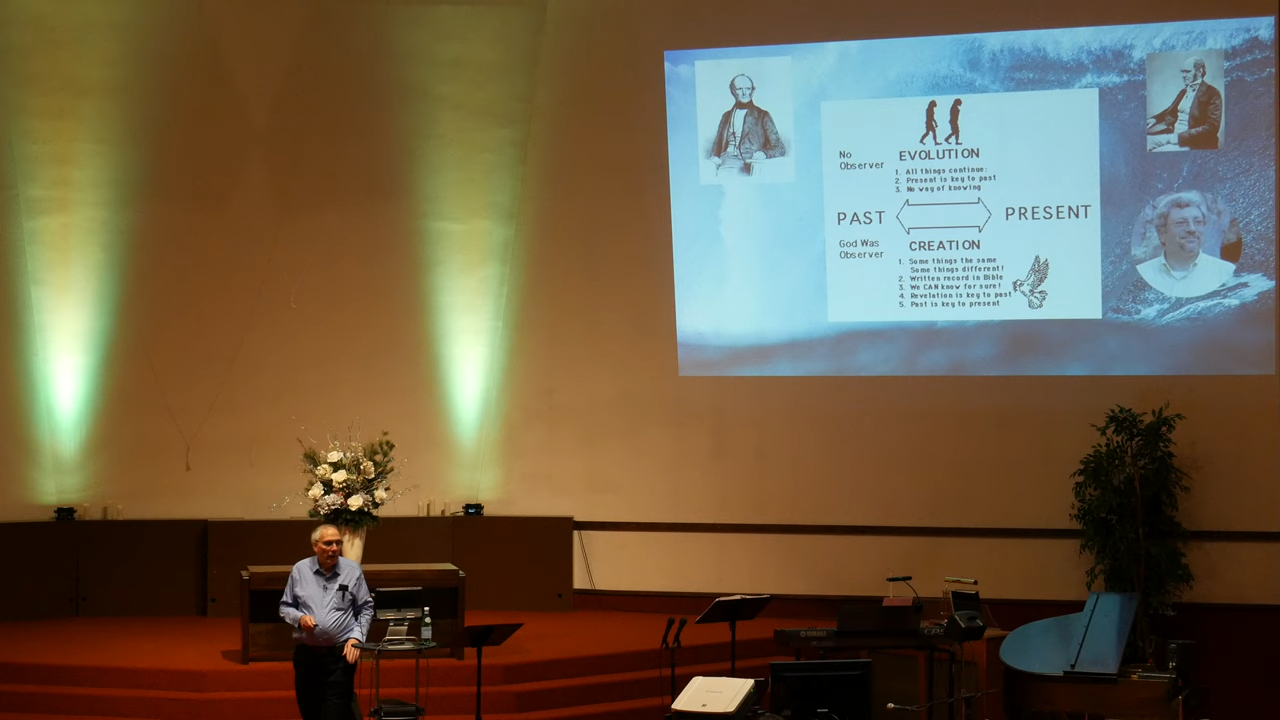 No
Observer
EVOLUTION
1. All things continue:
2. Present is key to past
3. No way of knowing
PAST
PRESENT
God Was
Observer
CREATION
1. Some things the same
Some things different!
2. Written record in Bible
3. We CAN know for sure!
4. Revelation is key to past
5. Past is key to present
YAMAHA